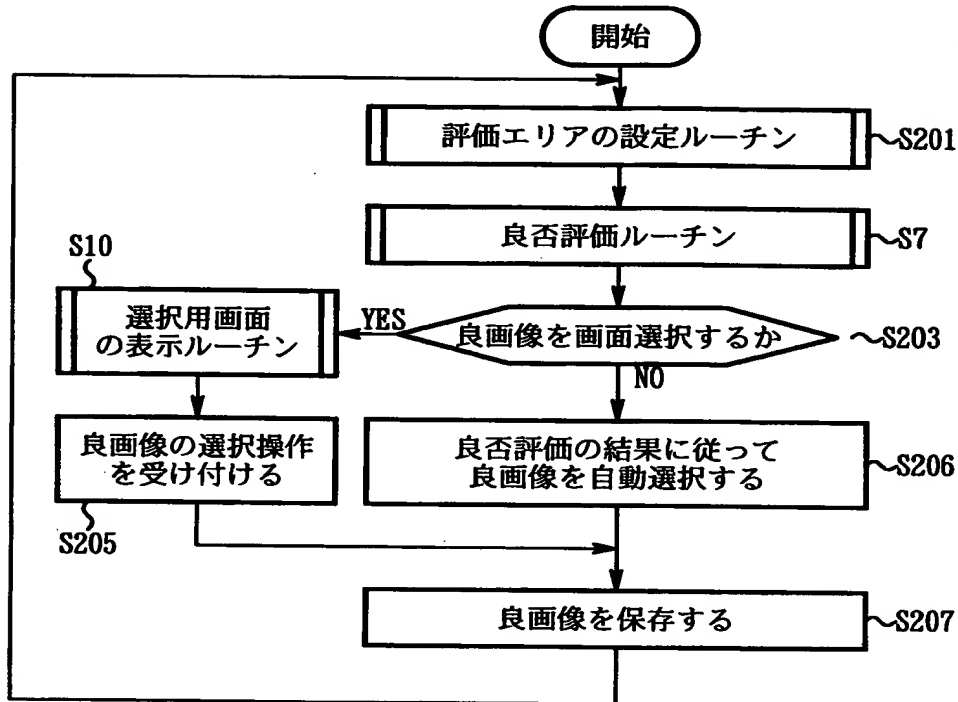 開始
評価エリアの設定ルーチン
S201
良否評価ルーチン
S7
S10
選択用画面
の表示ルーチン
YES
良画像を画面選択するか
S203
NO
良画像の選択操作
を受け付ける
S205
良否評価の結果に従って
良画像を自動選択する
S206
良画像を保存する
S207